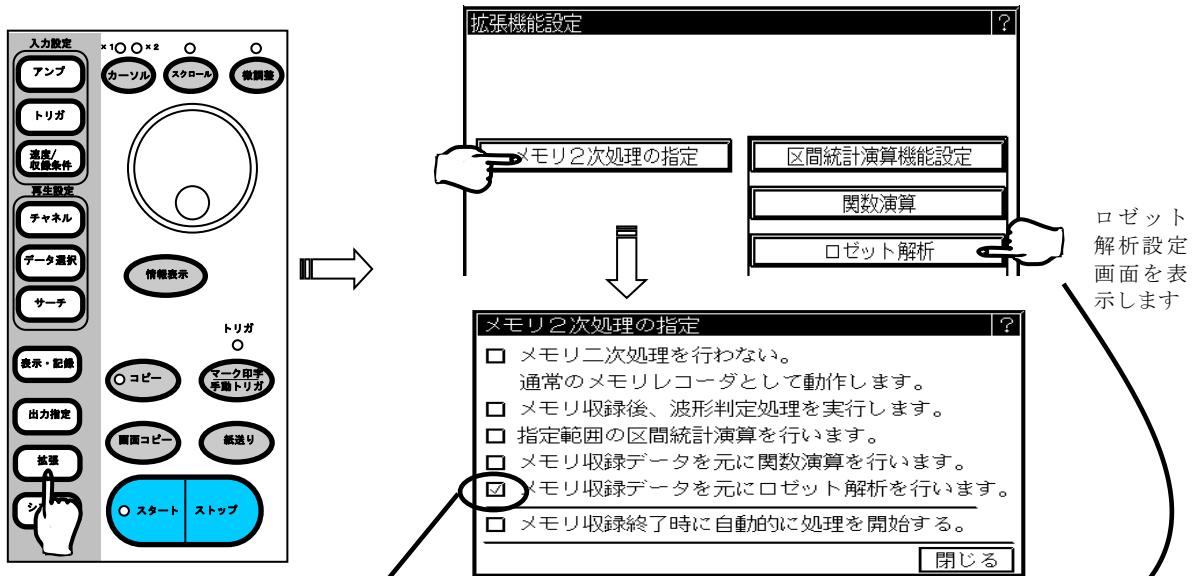 入力設定
×1 ×2
アンプ
カーソル
スクロール
微調整
トリガ
速度/
収録条件
再生設定
チャネル
データ選択
情報表示
サーチ
トリガ
表示・記録
コピー
マーク印字
手動トリガ
出力指定
画面コピー
紙送り
拡張
シ
スタート
ストップ
拡張機能設定 ?
メモリ2次処理の指定
区間統計演算機能設定
関数演算
ロゼット解析
ロゼット
解析設定
画面を表
示します
メモリ2次処理の指定 ?
メモリ二次処理を行わない。
通常のメモリレコーダとして動作します。
メモリ収録後、波形判定処理を実行します。
指定範囲の区間統計演算を行います。
メモリ収録データを元に関数演算を行います。
メモリ収録データを元にロゼット解析を行います。
メモリ収録終了時に自動的に処理を開始する。
閉じる